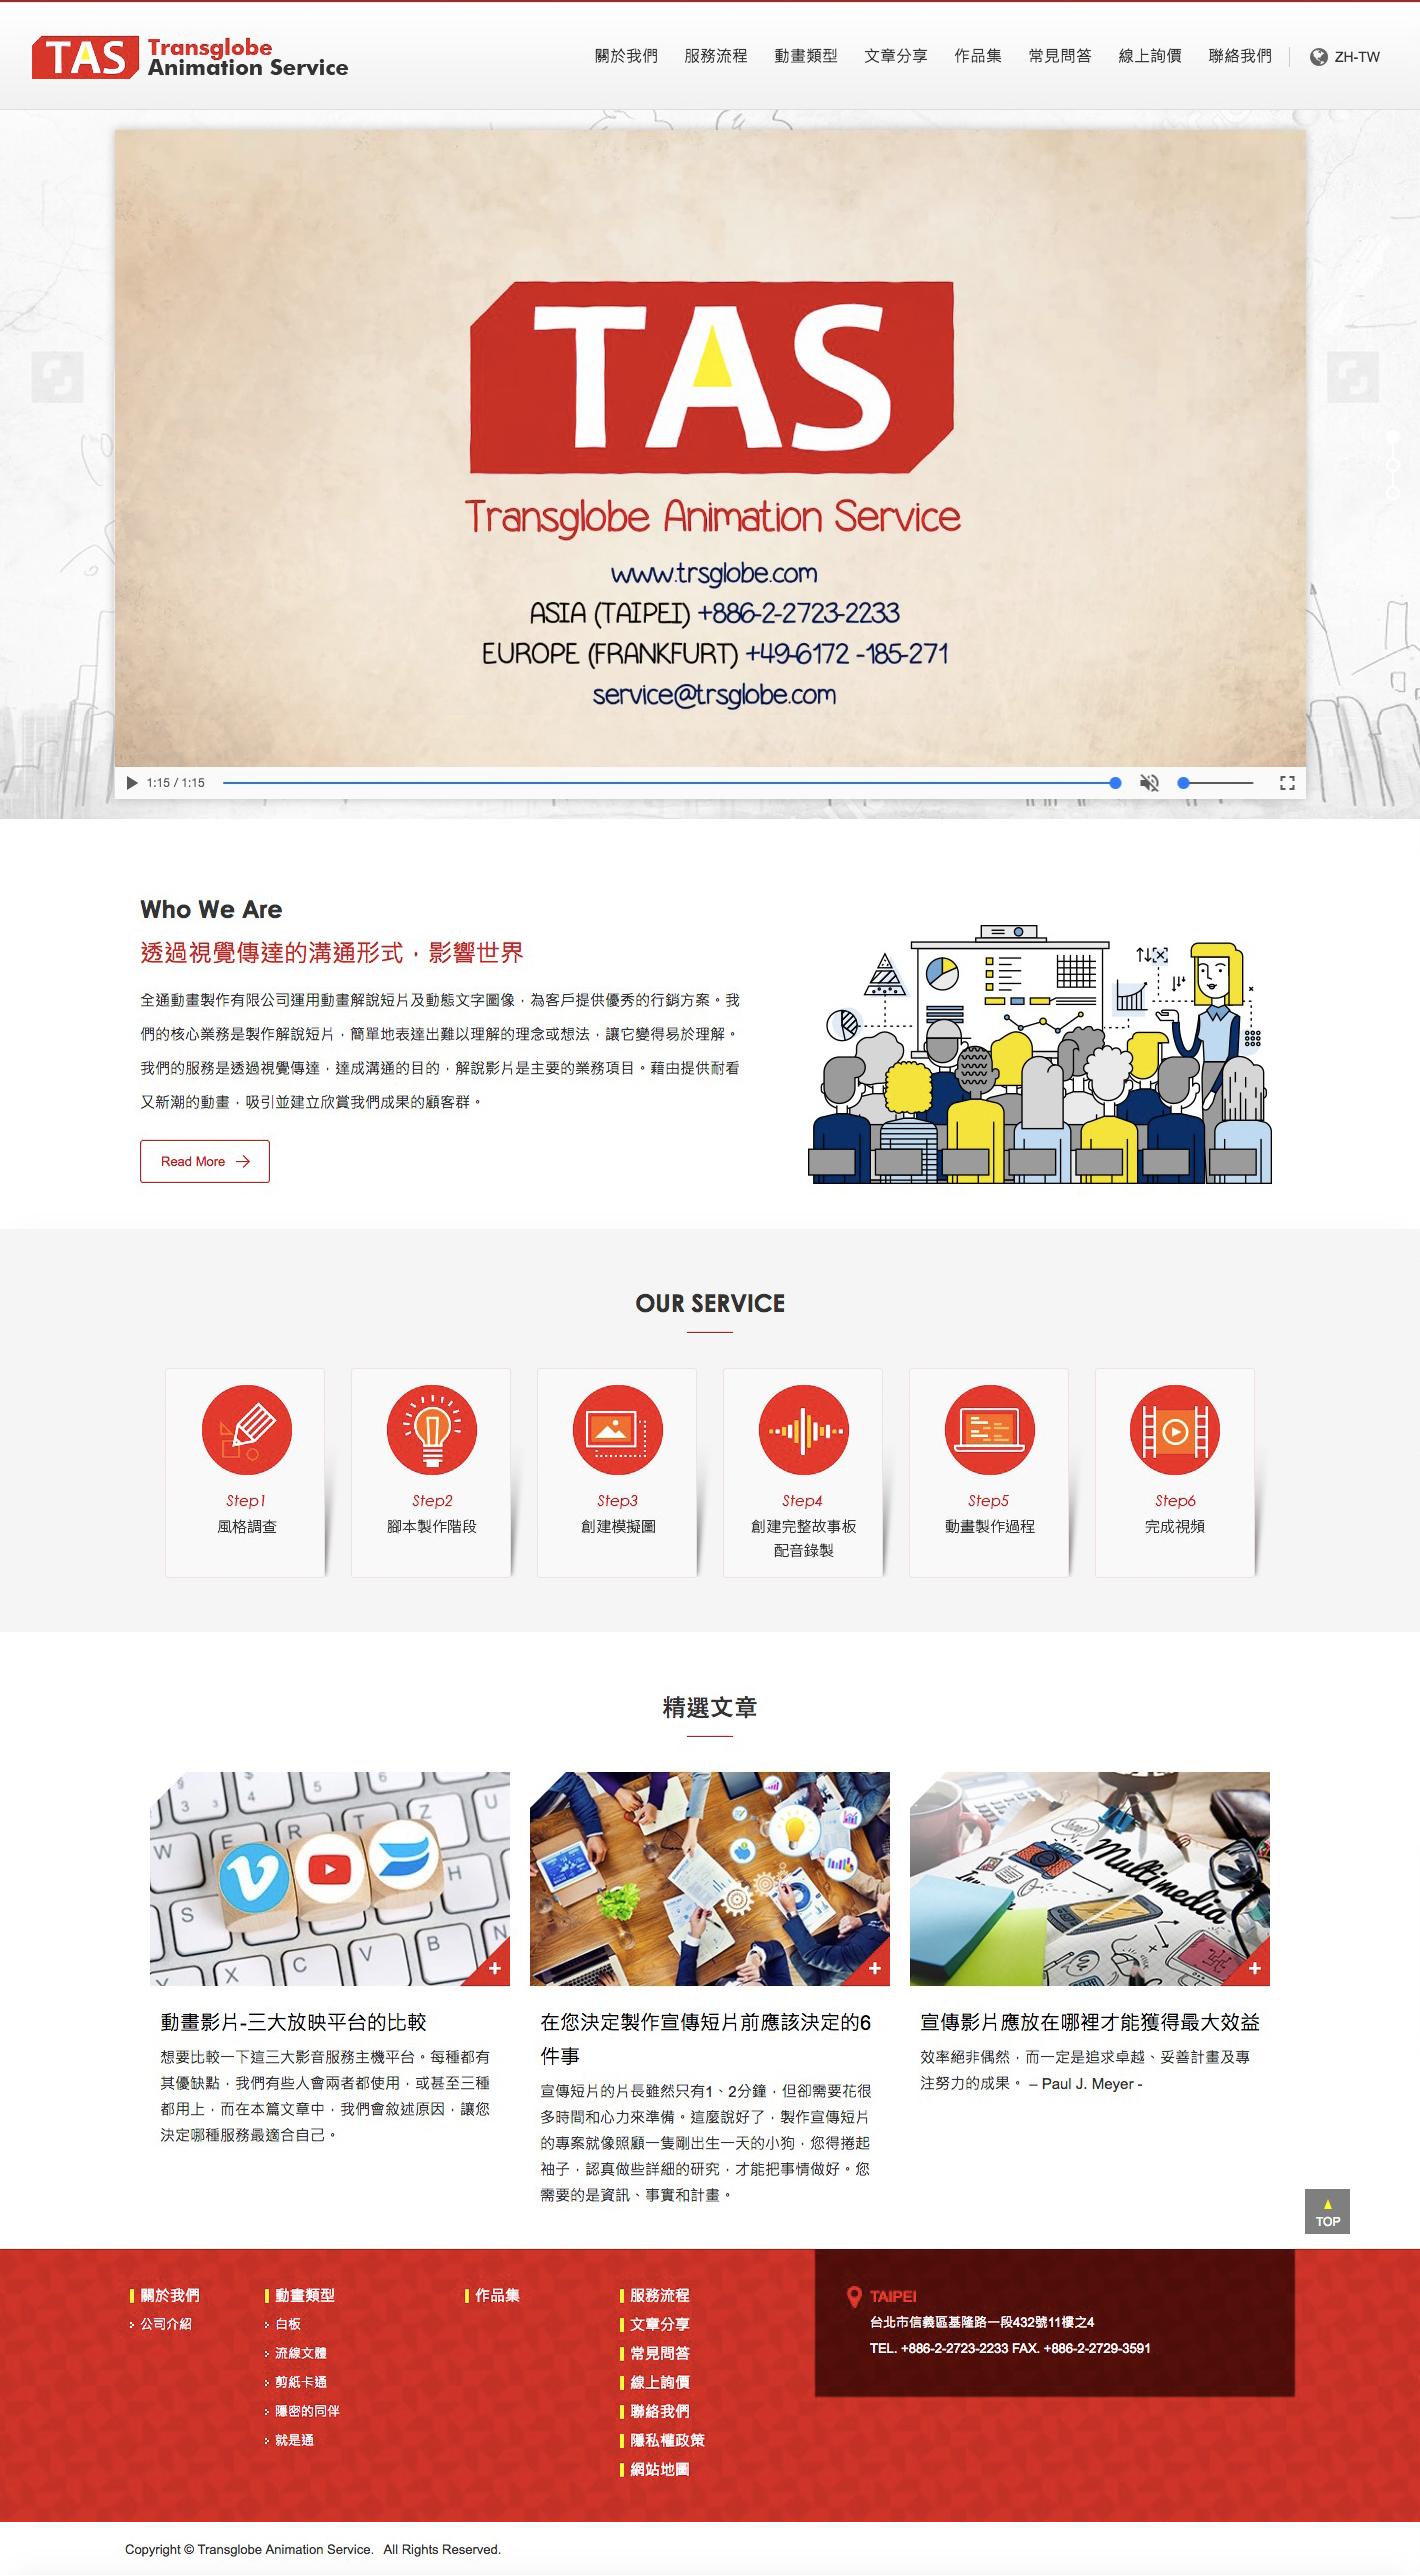 TAS Transglobe
Animation Service
關於我們 服務流程 動畫類型 文章分享 作品集 常見問答 線上詢價 聯絡我們 ZH-TW
TAS
Transglobe Animation Service
www.trsglobe.com
ASIA (TAIPEI) +886-2-2723-2233
EUROPE (FRANKFURT) +49-6172 -185-271
service@trsglobe.com
1:15 / 1:15
Who We Are
透過視覺傳達的溝通形式，影響世界
全通動畫製作有限公司運用動畫解說短片及動態文字圖像，為客戶提供優秀的行銷方案。我
們的核心業務是製作解說短片，簡單地表達出難以理解的理念或想法，讓它變得易於理解。
我們的服務是透過視覺傳達，達成溝通的目的，解說影片是主要的業務項目。藉由提供耐看
又新潮的動畫，吸引並建立欣賞我們成果的顧客群。
Read More
OUR SERVICE
Step1
風格調查
Step2
腳本製作階段
Step3
創建模擬圖
Step4
創建完整故事板
配音錄製
Step5
動畫製作過程
Step6
完成視頻
精選文章
Multimedia
動畫影片-三大放映平台的比較
想要比較一下這三大影音服務主機平台。每種都有
其優缺點，我們有些人會兩者都使用，或甚至三種
都用上，而在本篇文章中，我們會敘述原因，讓您
決定哪種服務最適合自己。
在您決定製作宣傳短片前應該決定的6
件事
宣傳短片的片長雖然只有1、2分鐘，但卻需要花很
多時間和心力來準備。這麼說好了，製作宣傳短片
的專案就像照顧一隻剛出生一天的小狗，您得捲起
袖子，認真做些詳細的研究，才能把事情做好。您
需要的是資訊、事實和計畫。
宣傳影片應放在哪裡才能獲得最大效益
效率絕非偶然，而一定是追求卓越、妥善計畫及專
注努力的成果。 – Paul J. Meyer -
TOP
關於我們
公司介紹
動畫類型
白板
流線文體
剪紙卡通
隱密的同伴
就是通
作品集
服務流程
文章分享
常見問答
線上詢價
聯絡我們
隱私權政策
網站地圖
TAIPEI
台北市信義區基隆路一段432號11樓之4
TEL. +886-2-2723-2233 FAX. +886-2-2729-3591
Copyright © Transglobe Animation Service. All Rights Reserved.